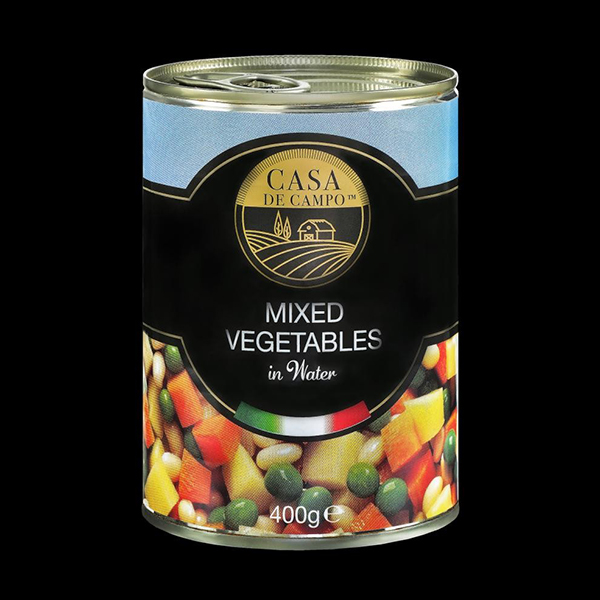 CASA
DE CAMPO™
MIXED
VEGETABLES
in Water
400g℮